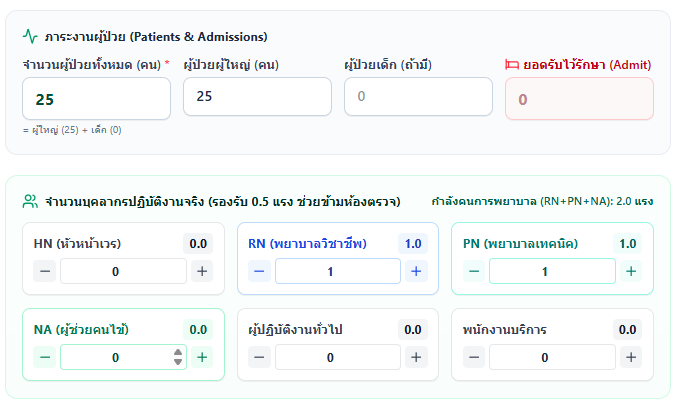 ภาระงานผู้ป่วย (Patients & Admissions)
จำนวนผู้ป่วยทั้งหมด (คน) * ผู้ป่วยผู้ใหญ่ (คน) ผู้ป่วยเด็ก (ถ้ามี) ยอดรับไว้รักษา (Admit)
25 25 0 0
= ผู้ใหญ่ (25) + เด็ก (0)
จำนวนบุคลากรปฏิบัติงานจริง (รองรับ 0.5 แรง ช่วยข้ามห้องตรวจ) กำลังคนการพยาบาล (RN+PN+NA): 2.0 แรง
HN (หัวหน้าเวร) 0.0 RN (พยาบาลวิชาชีพ) 1.0 PN (พยาบาลเทคนิค) 1.0
− 0 + − 1 + − 1 +
NA (ผู้ช่วยคนไข้) 0.0 ผู้ปฏิบัติงานทั่วไป 0.0 พนักงานบริการ 0.0
− 0 + − 0 + − 0 +